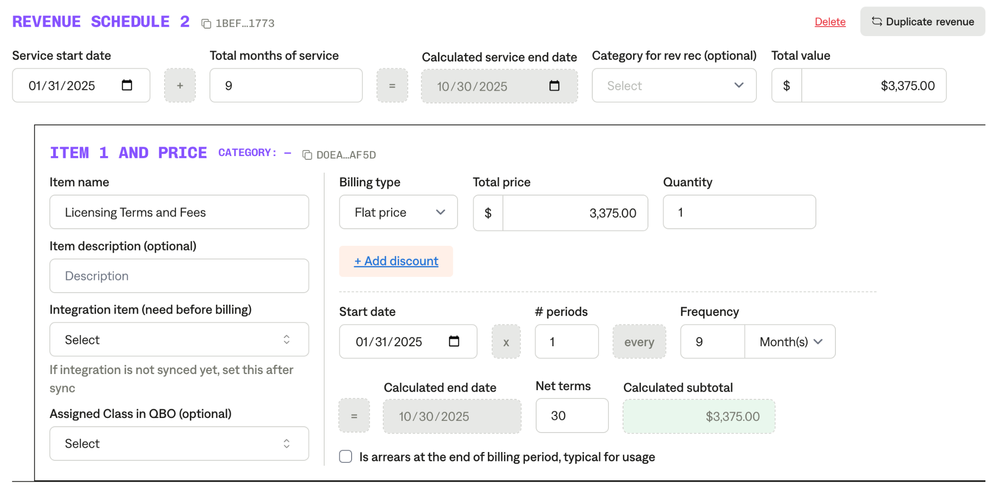 REVENUE SCHEDULE 2 1BEF...1773 Delete Duplicate revenue
Service start date Total months of service Calculated service end date Category for rev rec (optional) Total value
01/31/2025 + 9 = 10/30/2025 Select $ $3,375.00
ITEM 1 AND PRICE CATEGORY: – D0EA...AF5D
Item name
Licensing Terms and Fees
Item description (optional)
Description
Integration item (need before billing)
Select
If integration is not synced yet, set this after
sync
Assigned Class in QBO (optional)
Select
Billing type Total price Quantity
Flat price $ 3,375.00 1
+ Add discount
Start date # periods Frequency
01/31/2025 x 1 every 9 Month(s)
Calculated end date Net terms Calculated subtotal
= 10/30/2025 30 $3,375.00
Is arrears at the end of billing period, typical for usage